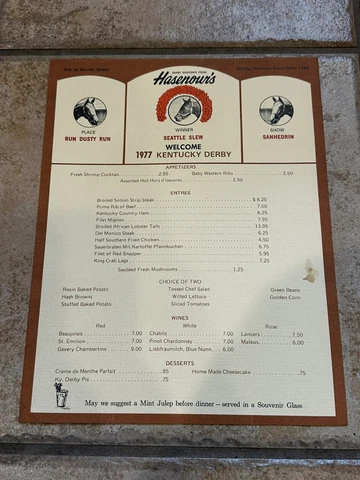 DERBY SOUVENIR FROM
Hasenour's
PLACE
RUN DUSTY RUN
WINNER
SEATTLE SLEW
SHOW
SANHEDRIN
WELCOME
1977 KENTUCKY DERBY
APPETIZERS
Fresh Shrimp Cocktail 2.95 Baby Western Ribs 2.50
Assorted Hot Hors d'oeuvres 2.50
ENTREE
Broiled Sirloin Strip Steak $ 8.25
Prime Rib of Beef 7.50
Kentucky Country Ham 6.25
Filet Mignon 7.95
Broiled African Lobster Tails 13.95
Del Monico Steak 6.25
Half Southern Fried Chicken 4.50
Sauerbraten Mit Kartoffel Pfannkuchen 6.75
Filet of Red Snapper 5.95
King Crab Legs 7.25
Sauteed Fresh Mushrooms 1.25
CHOICE OF TWO
Rosin Baked Potato Tossed Chef Salad Green Beans
Hash Browns Wilted Lettuce Golden Corn
Stuffed Baked Potato Sliced Tomatoes
WINES
Red White Rose
Beaujolais 7.00 Chablis 7.00 Lancers 7.50
St. Emilion 7.00 Pinot Chardonnay 7.00 Mateus 6.00
Gevery Chambertine 9.00 Liebfraumilch, Blue Nunn 6.00
DESSERTS
Creme de Menthe Parfait .95 Home Made Cheesecake .75
Ky. Derby Pie .75
May we suggest a Mint Julep before dinner – served in a Souvenir Glass